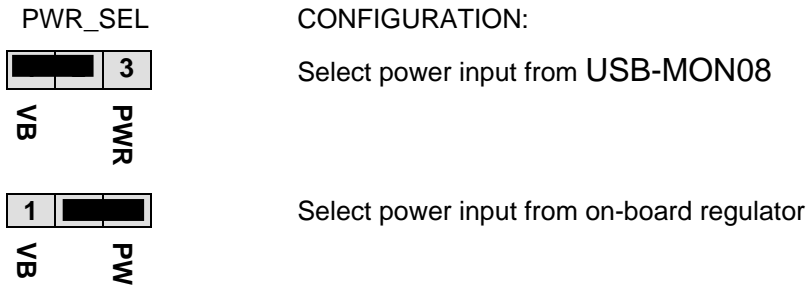 PWR_SEL CONFIGURATION:
3 Select power input from USB-MON08
VB PWR
1 Select power input from on-board regulator
VB PW